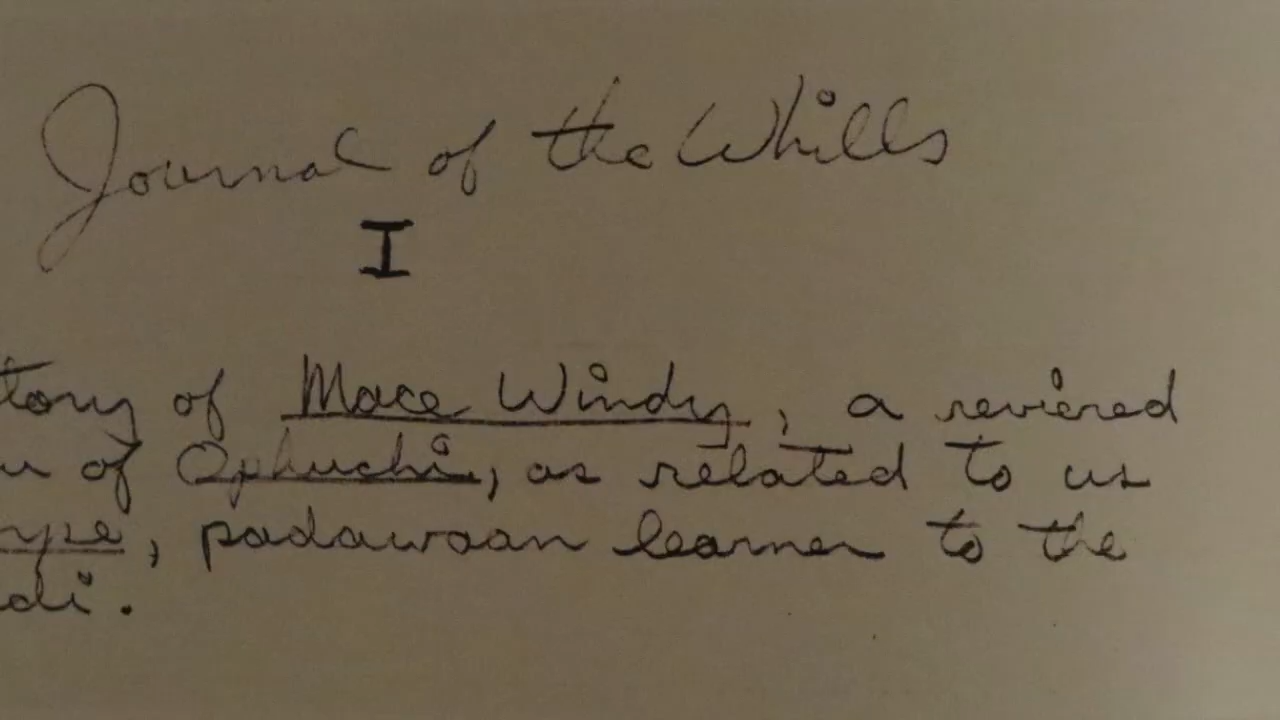 Journal of the Whills
I
tory of Mace Windy, a revered
u of Ophuchi, as related to us
ype, padawaan learner to the
di.